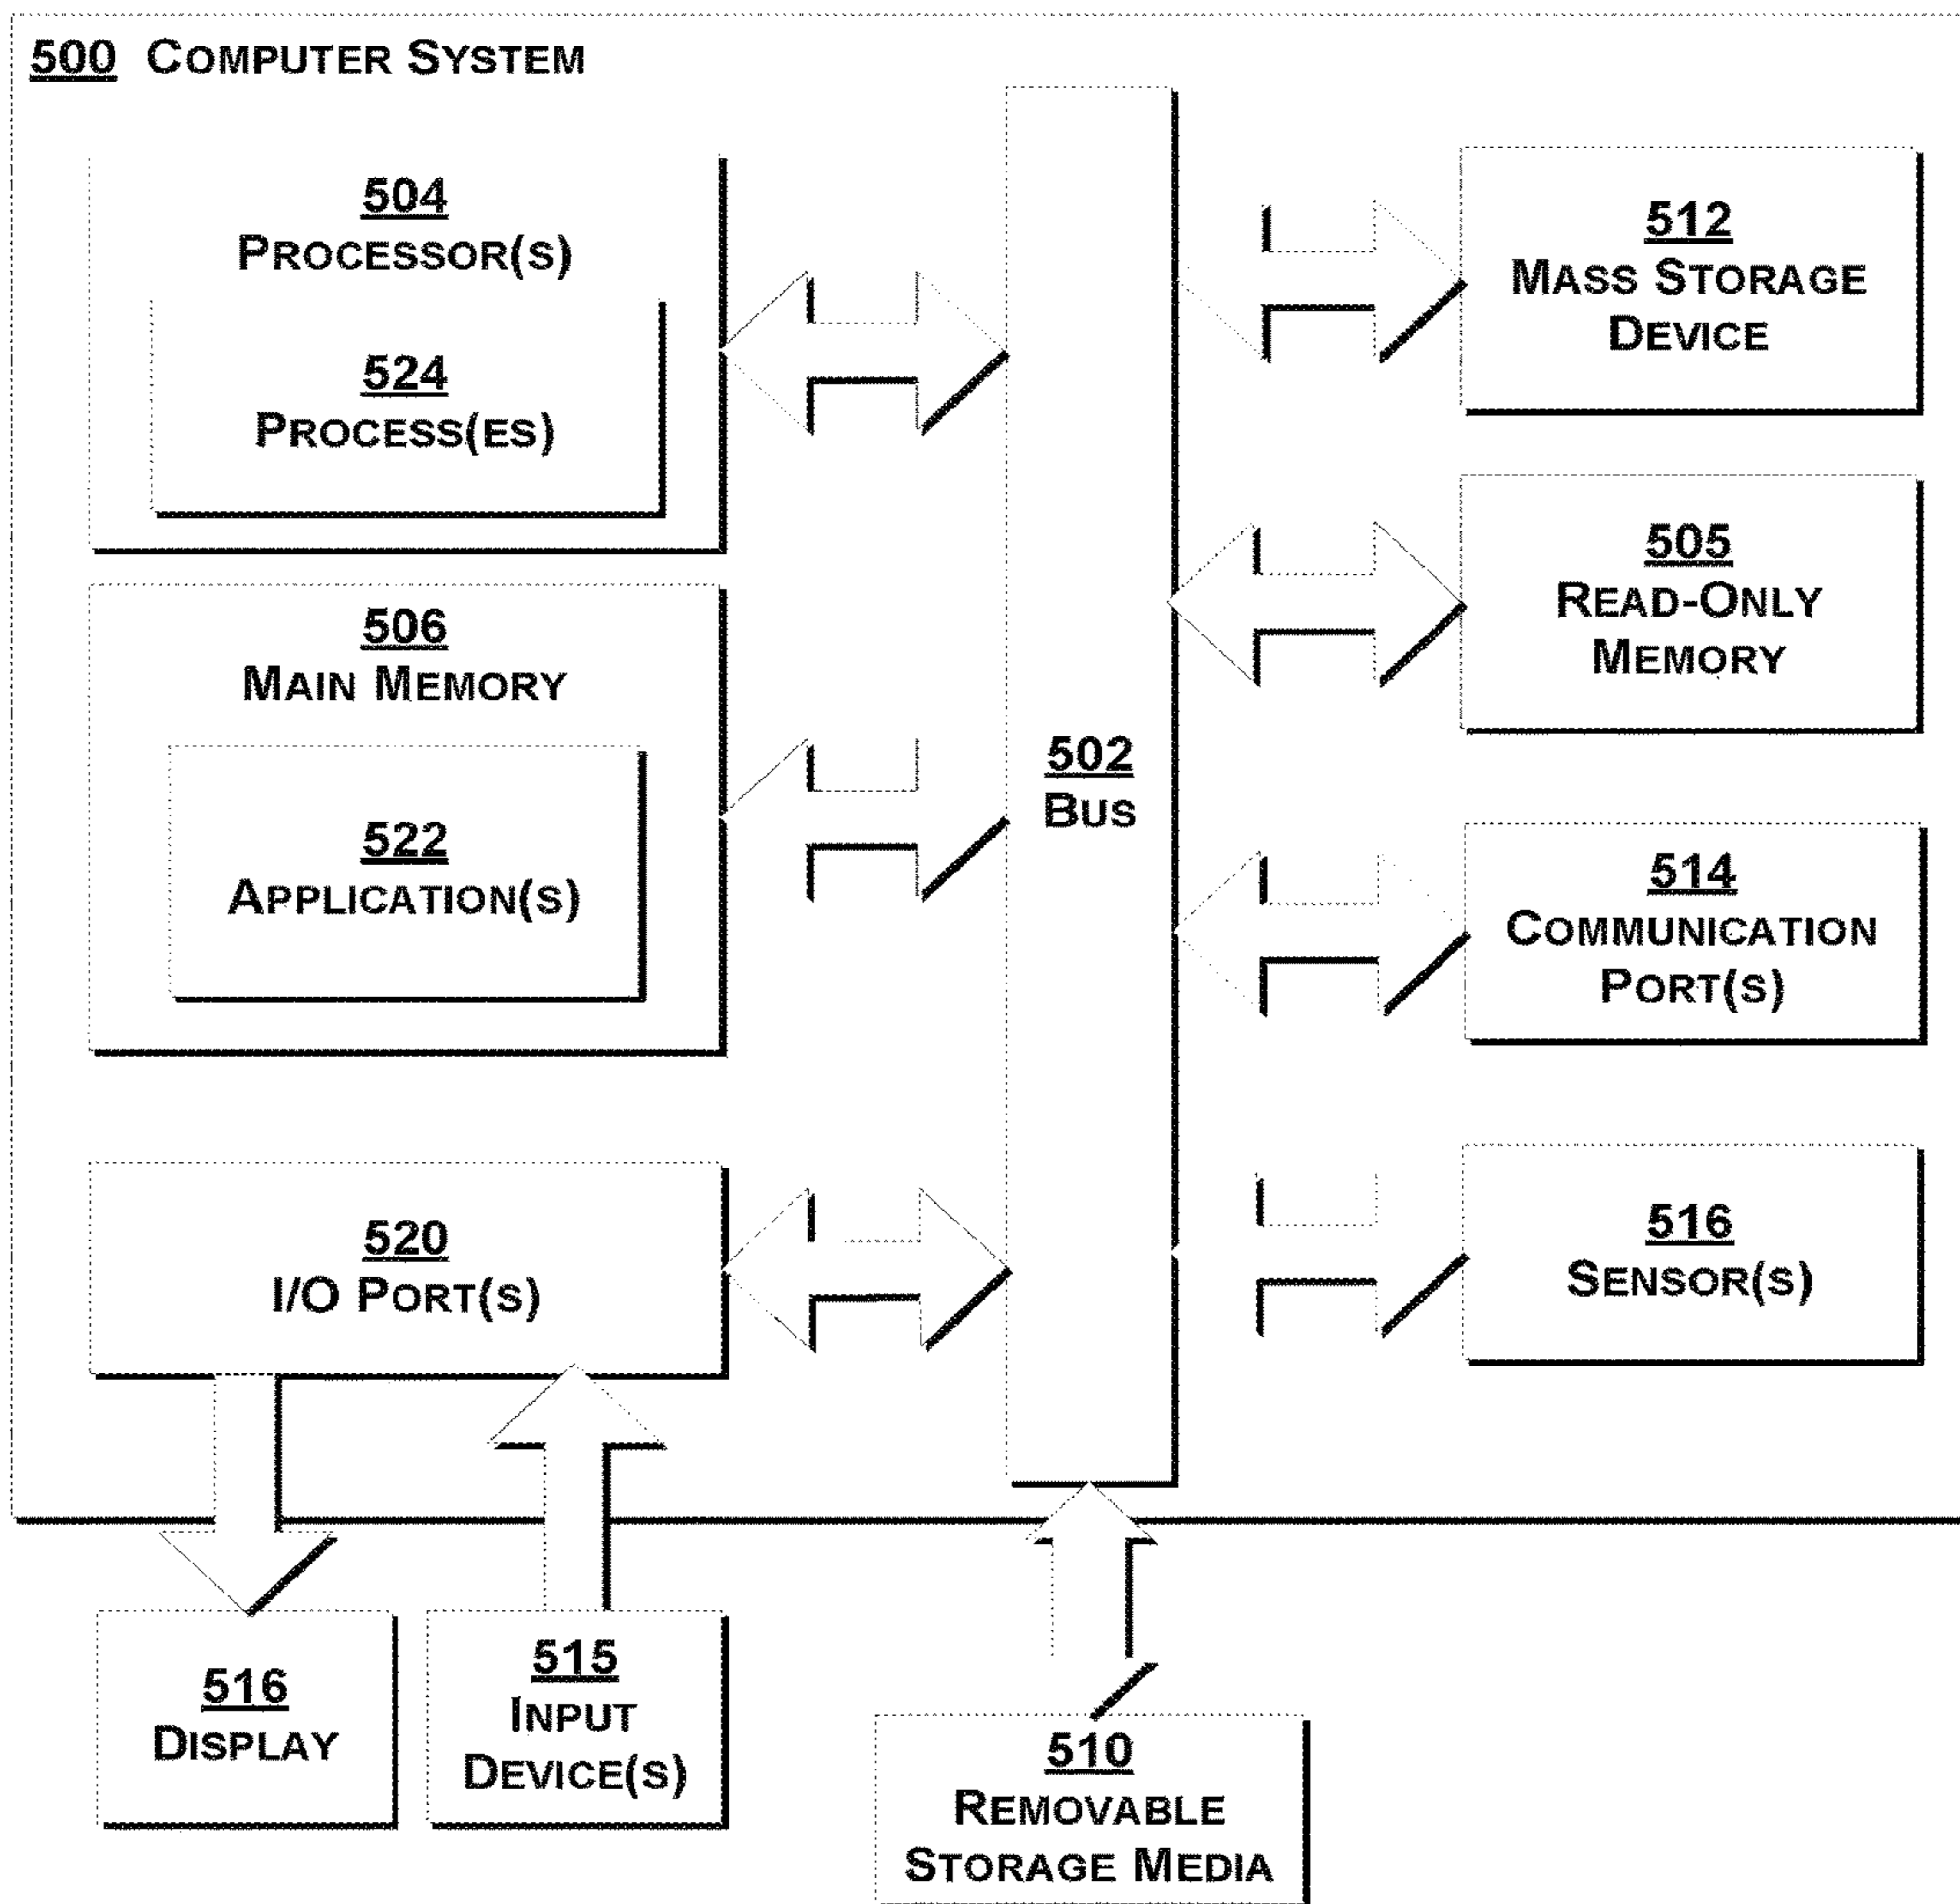 500 COMPUTER SYSTEM
504
PROCESSOR(S)
524
PROCESS(ES)
506
MAIN MEMORY
522
APPLICATION(S)
520
I/O PORT(S)
502
BUS
512
MASS STORAGE
DEVICE
505
READ-ONLY
MEMORY
514
COMMUNICATION
PORT(S)
516
SENSOR(S)
516
DISPLAY
515
INPUT
DEVICE(S)
510
REMOVABLE
STORAGE MEDIA